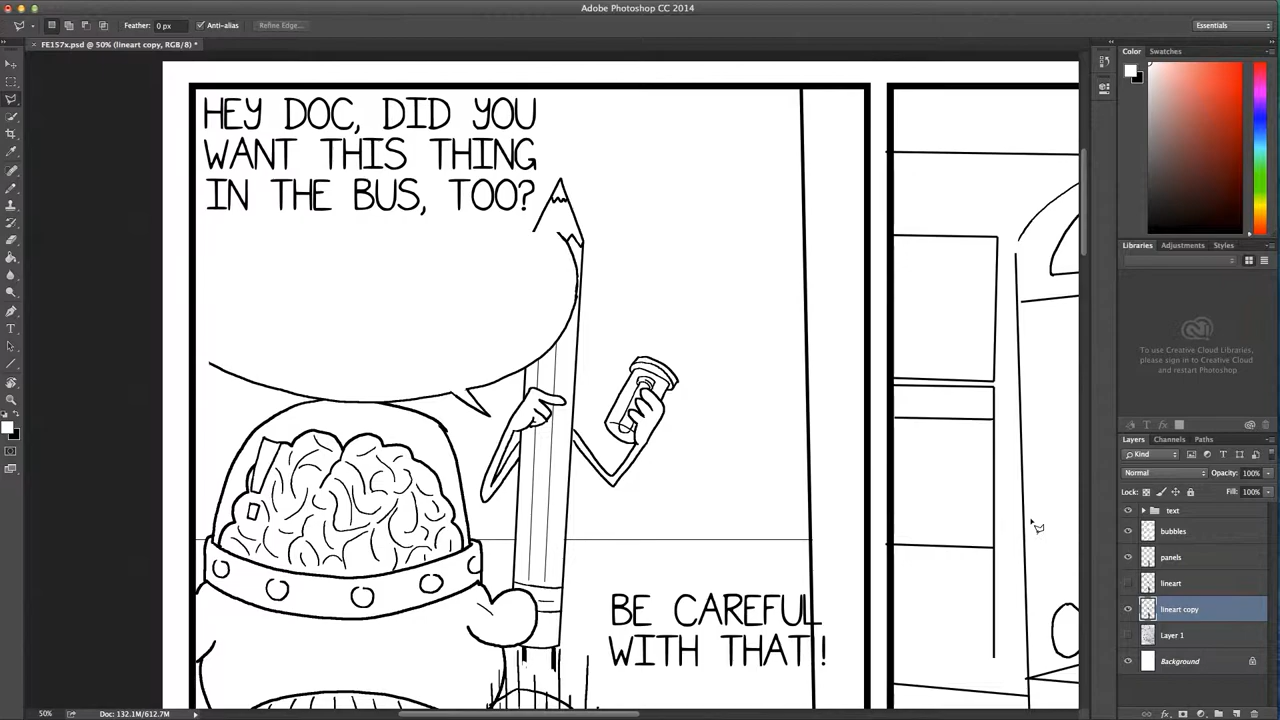 Adobe Photoshop CC 2014
Feather: 0 px
Anti-alias
Refine Edge...
Essentials
FE157x.psd @ 50% (lineart copy, RGB/8) *
HEY DOC, DID YOU
WANT THIS THING
IN THE BUS, TOO?
BE CAREFUL
WITH THAT!
Color
Swatches
Libraries
Adjustments
Styles
To use Creative Cloud Libraries,
please sign in to Creative Cloud
and restart Photoshop
Layers
Channels
Paths
Kind
Normal
Opacity: 100%
Lock:
Fill: 100%
text
bubbles
panels
lineart
lineart copy
Layer 1
Background
50%
Doc: 132.1M/612.7M